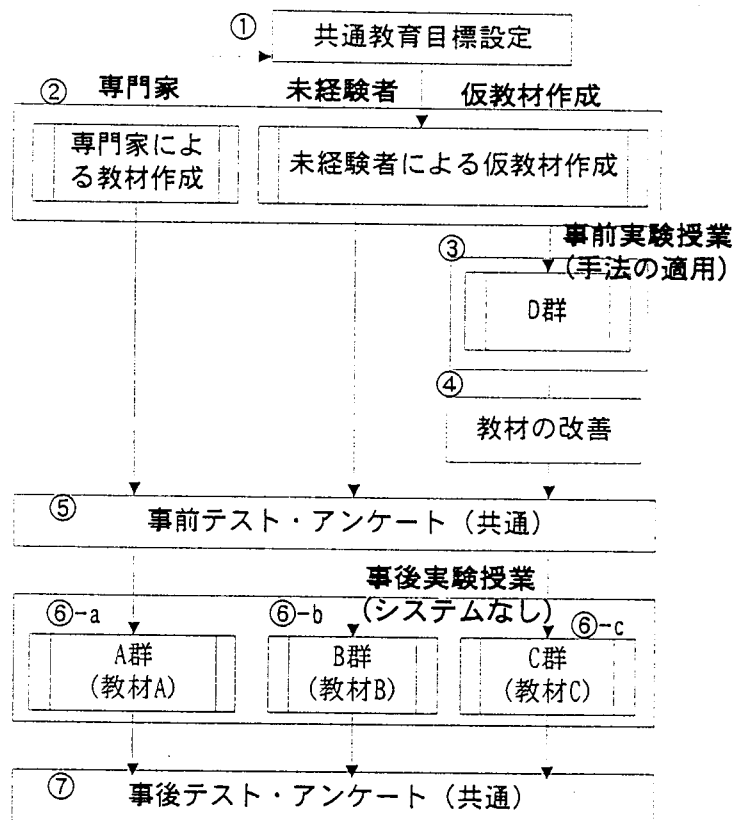 ①
共通教育目標設定
② 専門家 未経験者 仮教材作成
専門家によ
る教材作成
未経験者による仮教材作成
事前実験授業
(手法の適用)
③
D群
④
教材の改善
⑤ 事前テスト・アンケート(共通)
事後実験授業
(システムなし)
⑥-a
A群
(教材A)
⑥-b
B群
(教材B)
⑥-c
C群
(教材C)
⑦ 事後テスト・アンケート(共通)